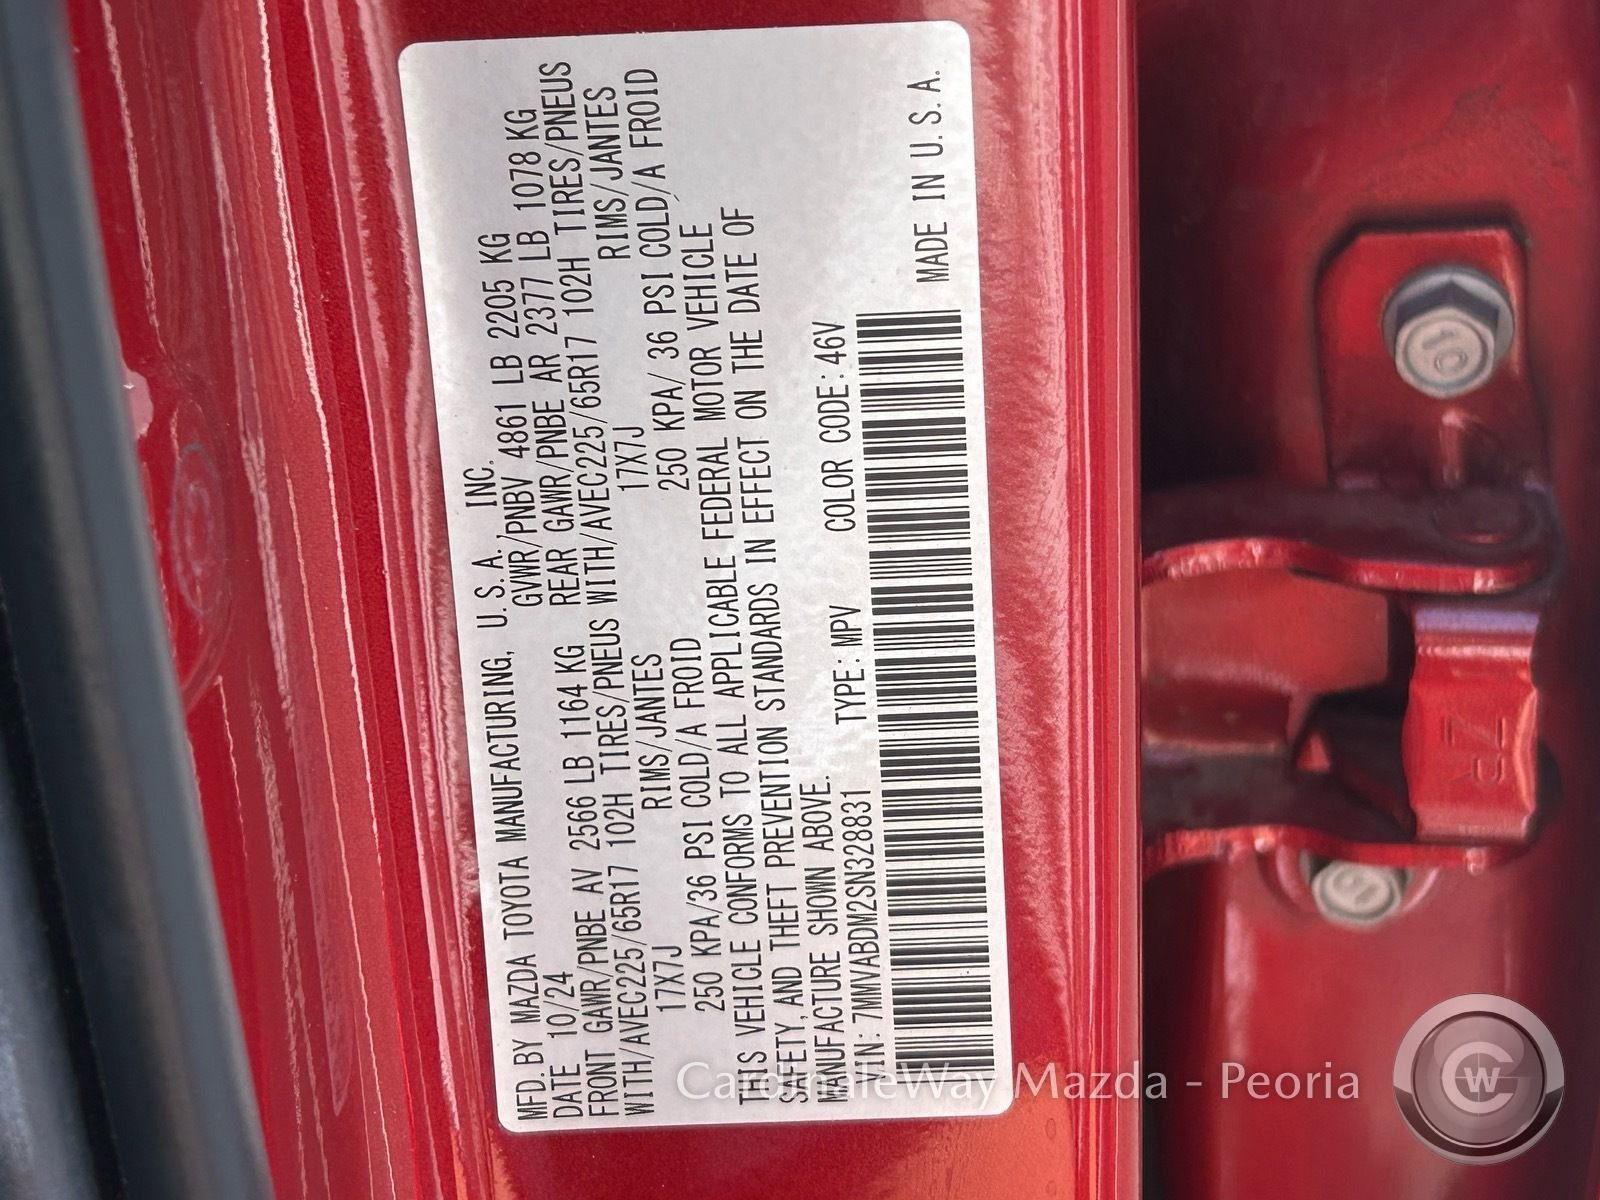 MFD. BY MAZDA TOYOTA MANUFACTURING, U. S. A. , INC.
DATE 10/24 GVWR/PNBV 4861 LB 2205 KG
FRONT GAWR/PNBE AV 2566 LB 1164 KG REAR GAWR/PNBE AR 2377 LB 1078 KG
WITH/AVEC225/65R17 102H TIRES/PNEUS WITH/AVEC225/65R17 102H TIRES/PNEUS
17X7J RIMS/JANTES 17X7J RIMS/JANTES
250 KPA/36 PSI COLD/A FROID 250 KPA/ 36 PSI COLD/A FROID
THIS VEHICLE CONFORMS TO ALL APPLICABLE FEDERAL MOTOR VEHICLE
SAFETY, AND THEFT PREVENTION STANDARDS IN EFFECT ON THE DATE OF
MANUFACTURE SHOWN ABOVE.
VIN: 7MMVABDM2SN328831 TYPE: MPV COLOR CODE: 46V
MADE IN U. S. A.
CardinaleWay Mazda - Peoria
CW
10